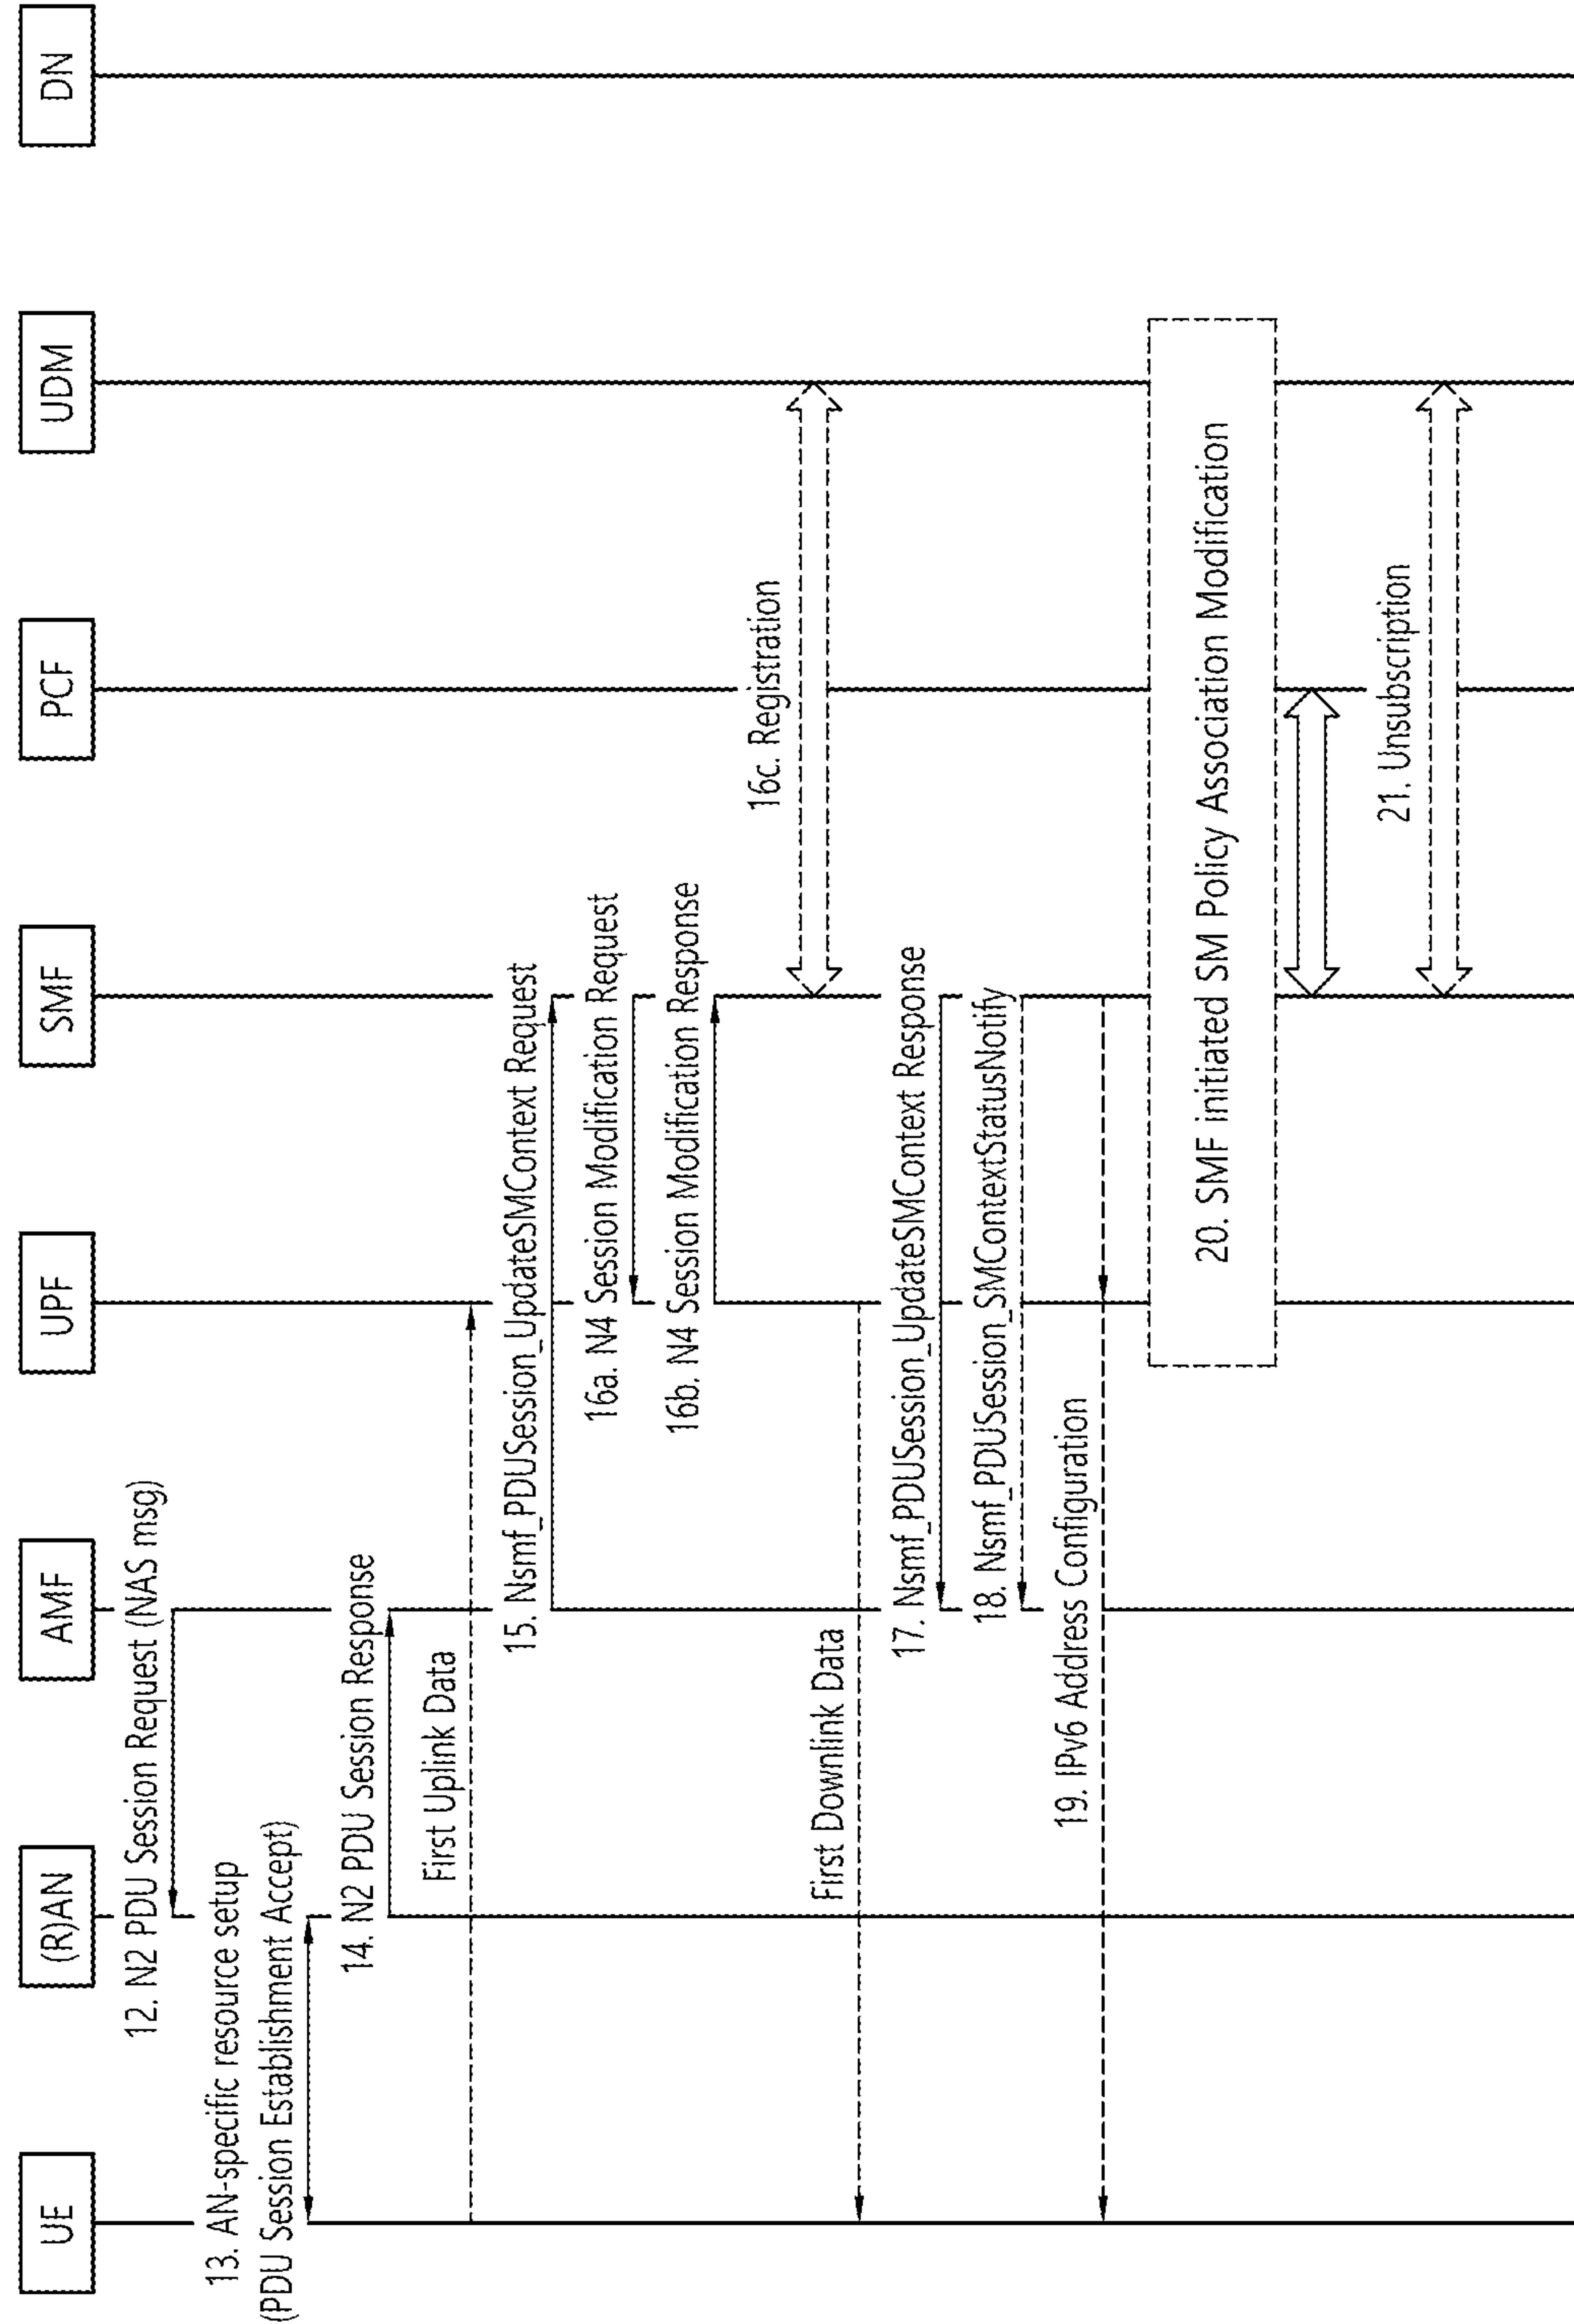 UE
(R)AN
AMF
UPF
SMF
PCF
UDM
DN
12. N2 PDU Session Request (NAS msg)
13. AN-specific resource setup
(PDU Session Establishment Accept)
14. N2 PDU Session Response
First Uplink Data
15. Nsmf_PDUSession_UpdateSMContext Request
16a. N4 Session Modification Request
16b. N4 Session Modification Response
16c. Registration
First Downlink Data
17. Nsmf_PDUSession_UpdateSMContext Response
18. Nsmf_PDUSession_SMContextStatusNotify
19. IPv6 Address Configuration
20. SMF initiated SM Policy Association Modification
21. Unsubscription